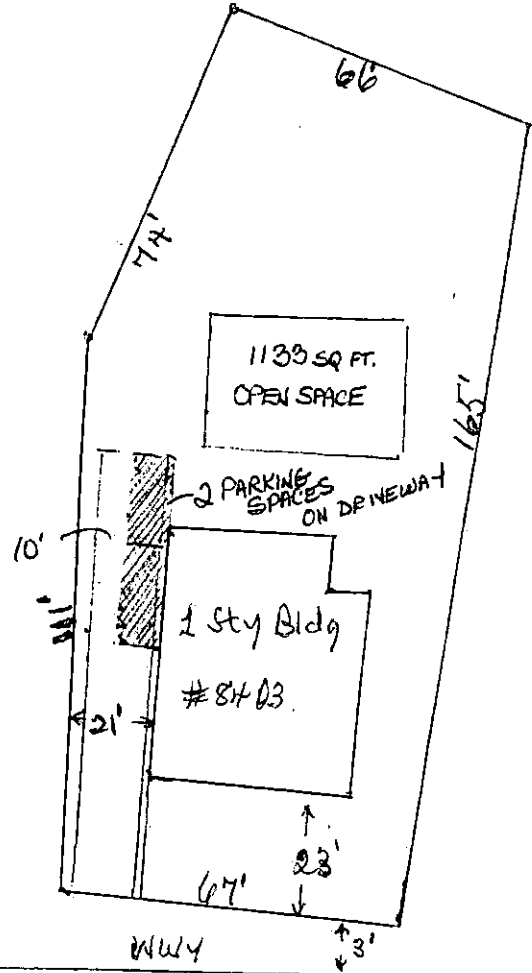 66'
74'
1133 SQ FT.
OPEN SPACE
165'
2 PARKING
SPACES
ON DRIVEWAY
10'
111'
1 Sty Bldg
#8403
21'
23'
67'
3'
WWY